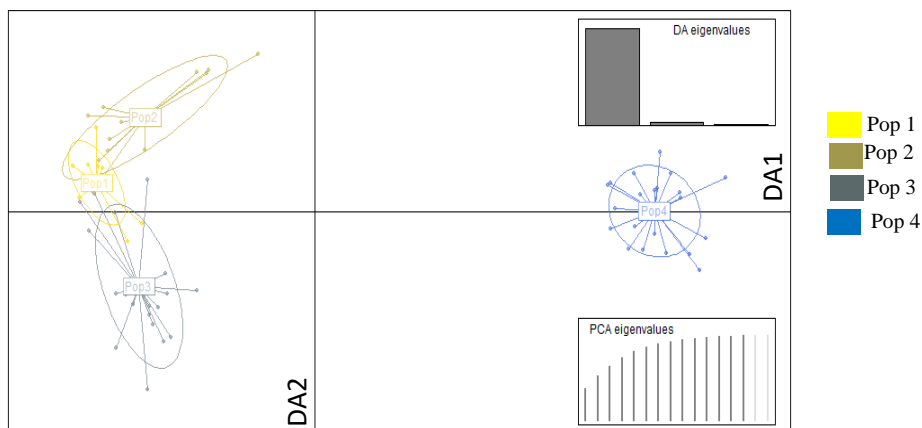 DA eigenvalues
Pop2
Pop 1
Pop 2
Pop 3
Pop 4
DA1
Pop1
Pop4
Pop3
PCA eigenvalues
DA2